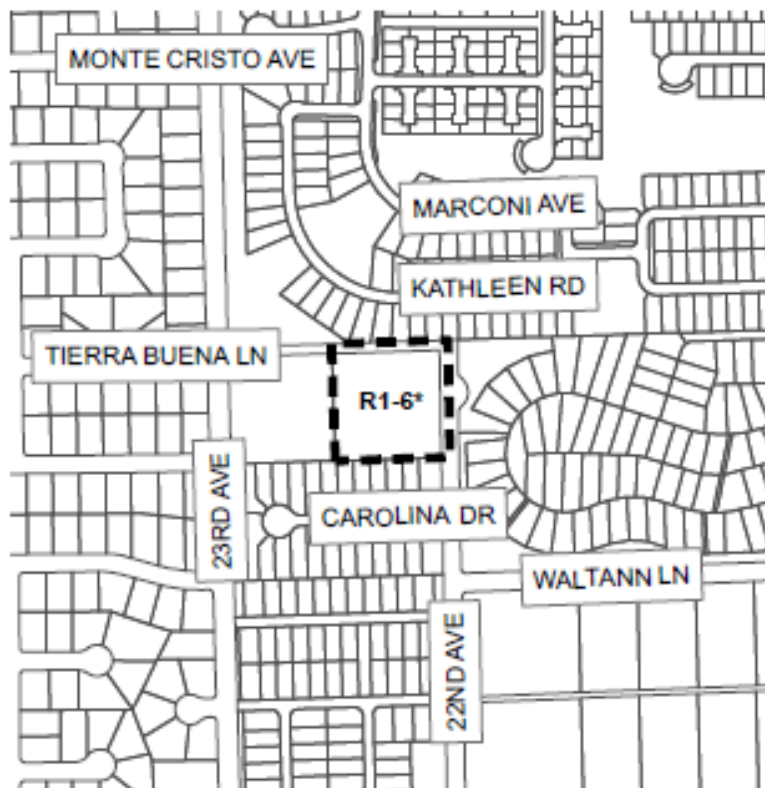 MONTE CRISTO AVE
MARCONI AVE
KATHLEEN RD
TIERRA BUENA LN
R1-6*
23RD AVE
CAROLINA DR
WALTANN LN
22ND AVE